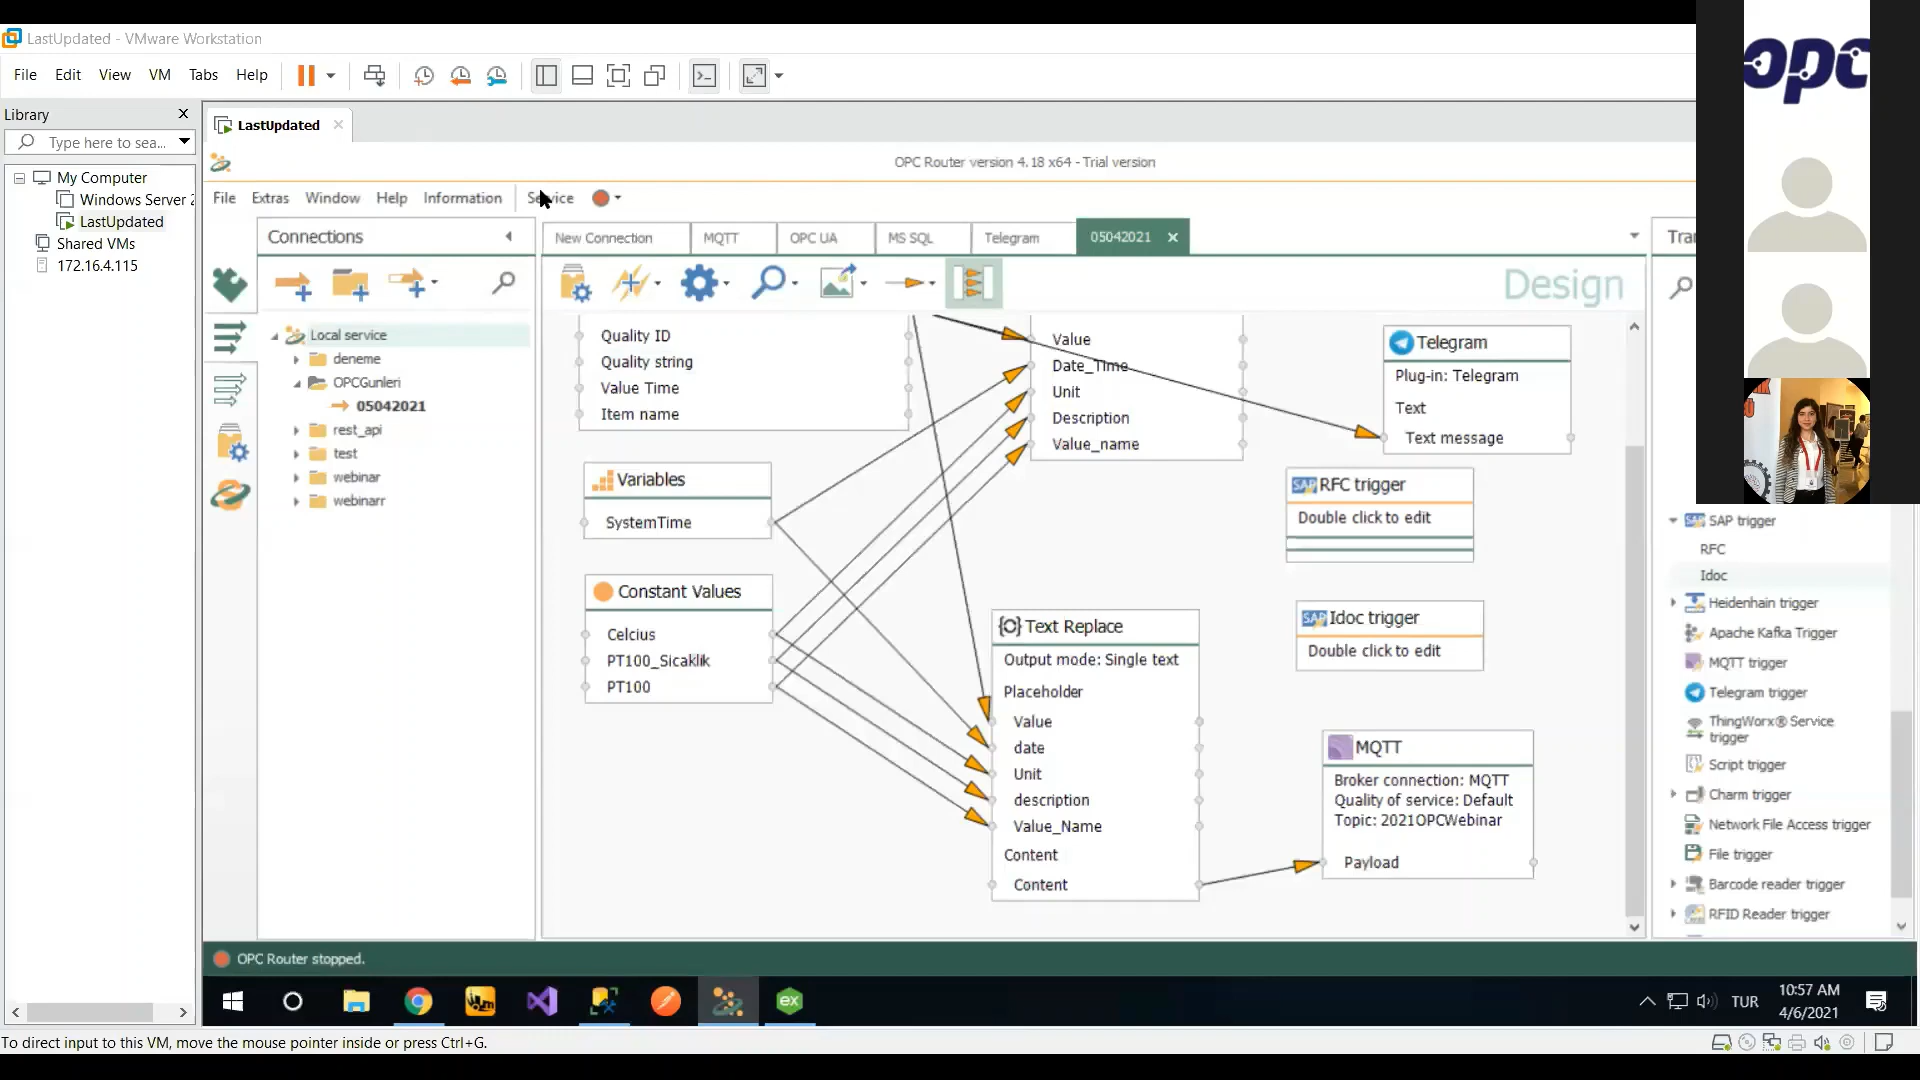 LastUpdated - VMware Workstation
File Edit View VM Tabs Help
Library
Type here to sea...
My Computer
Windows Server 2
LastUpdated
Shared VMs
172.16.4.115
LastUpdated
OPC Router version 4.18 x64 - Trial version
File Extras Window Help Information Service
Connections
New Connection MQTT OPC UA MS SQL Telegram 05042021
Design
Local service
deneme
OPCGunleri
05042021
rest_api
test
webinar
webinarr
Quality ID
Quality string
Value Time
Item name
Variables
SystemTime
Constant Values
Celcius
PT100_Sicaklik
PT100
Value
Date_Time
Unit
Description
Value_name
{O} Text Replace
Output mode: Single text
Placeholder
Value
date
Unit
description
Value_Name
Content
Content
Telegram
Plug-in: Telegram
Text
Text message
SAP RFC trigger
Double click to edit
SAP Idoc trigger
Double click to edit
MQTT
Broker connection: MQTT
Quality of service: Default
Topic: 2021OPCWebinar
Payload
Tra
opc
SAP SAP trigger
RFC
Idoc
Heidenhain trigger
Apache Kafka Trigger
MQTT trigger
Telegram trigger
ThingWorx® Service
trigger
Script trigger
Charm trigger
Network File Access trigger
File trigger
Barcode reader trigger
RFID Reader trigger
OPC Router stopped.
ex
TUR
10:57 AM
4/6/2021
To direct input to this VM, move the mouse pointer inside or press Ctrl+G.